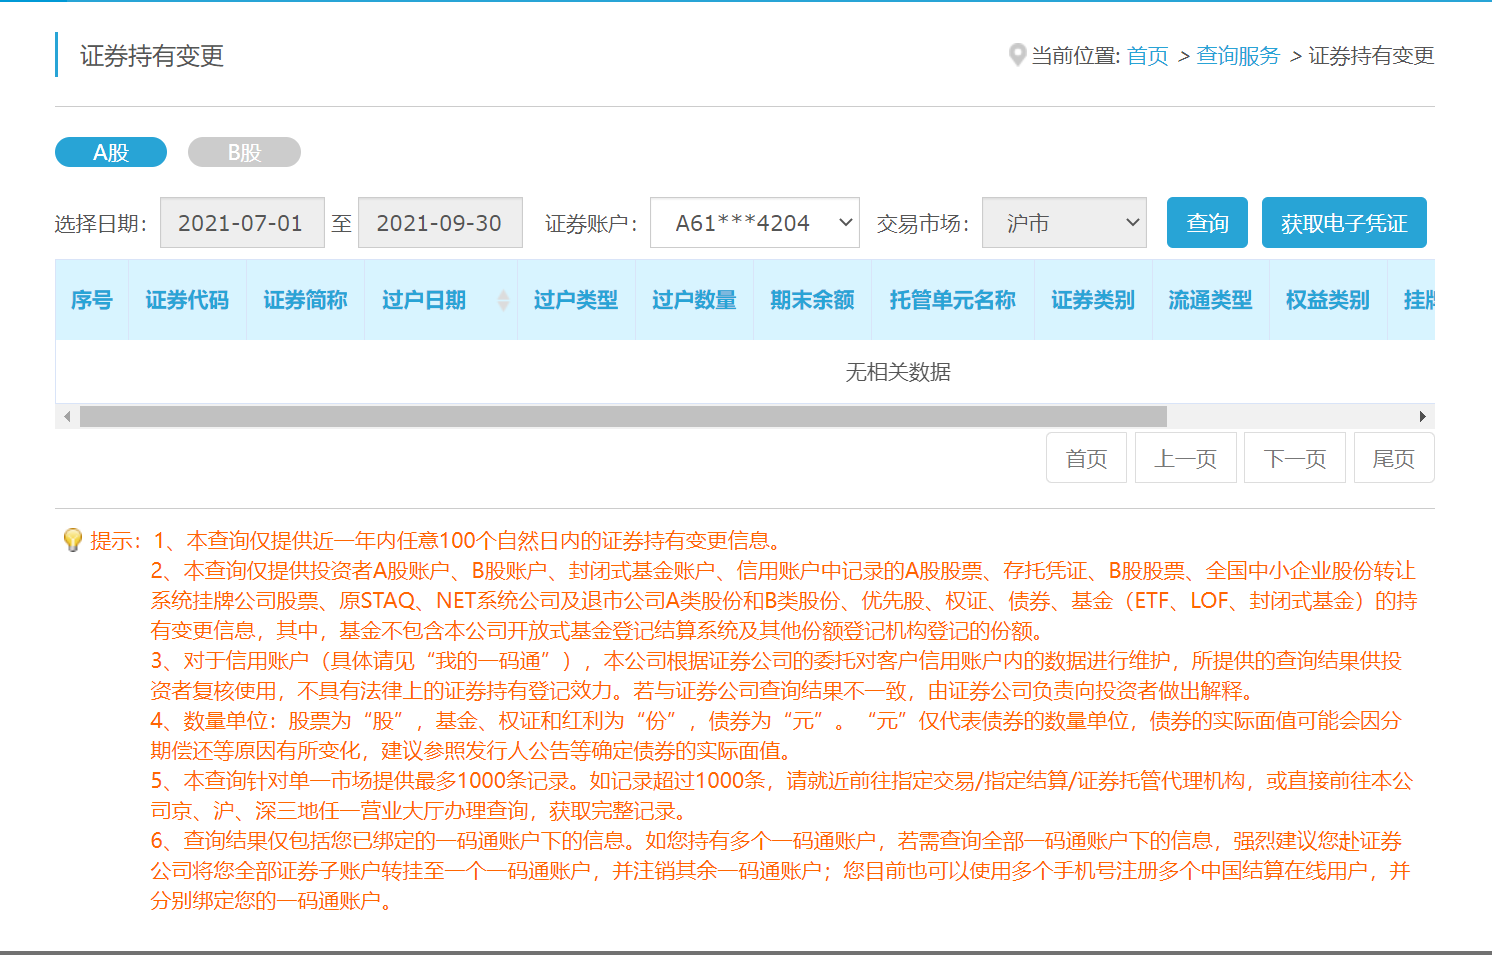 证券持有变更
当前位置: 首页 > 查询服务 > 证券持有变更
A股 B股
选择日期: 2021-07-01 至 2021-09-30 证券账户: A61***4204 交易市场: 沪市 查询 获取电子凭证
序号 证券代码 证券简称 过户日期 过户类型 过户数量 期末余额 托管单元名称 证券类别 流通类型 权益类别 挂牌
无相关数据
首页 上一页 下一页 尾页
提示：1、本查询仅提供近一年内任意100个自然日内的证券持有变更信息。
2、本查询仅提供投资者A股账户、B股账户、封闭式基金账户、信用账户中记录的A股股票、存托凭证、B股股票、全国中小企业股份转让
系统挂牌公司股票、原STAQ、NET系统公司及退市公司A类股份和B类股份、优先股、权证、债券、基金（ETF、LOF、封闭式基金）的持
有变更信息，其中，基金不包含本公司开放式基金登记结算系统及其他份额登记机构登记的份额。
3、对于信用账户（具体请见“我的一码通”），本公司根据证券公司的委托对客户信用账户内的数据进行维护，所提供的查询结果供投
资者复核使用，不具有法律上的证券持有登记效力。若与证券公司查询结果不一致，由证券公司负责向投资者做出解释。
4、数量单位：股票为“股”，基金、权证和红利为“份”，债券为“元”。“元”仅代表债券的数量单位，债券的实际面值可能会因分
期偿还等原因有所变化，建议参照发行人公告等确定债券的实际面值。
5、本查询针对单一市场提供最多1000条记录。如记录超过1000条，请就近前往指定交易/指定结算/证券托管代理机构，或直接前往本公
司京、沪、深三地任一营业大厅办理查询，获取完整记录。
6、查询结果仅包括您已绑定的一码通账户下的信息。如您持有多个一码通账户，若需查询全部一码通账户下的信息，强烈建议您赴证券
公司将您全部证券子账户转挂至一个一码通账户，并注销其余一码通账户；您目前也可以使用多个手机号注册多个中国结算在线用户，并
分别绑定您的一码通账户。